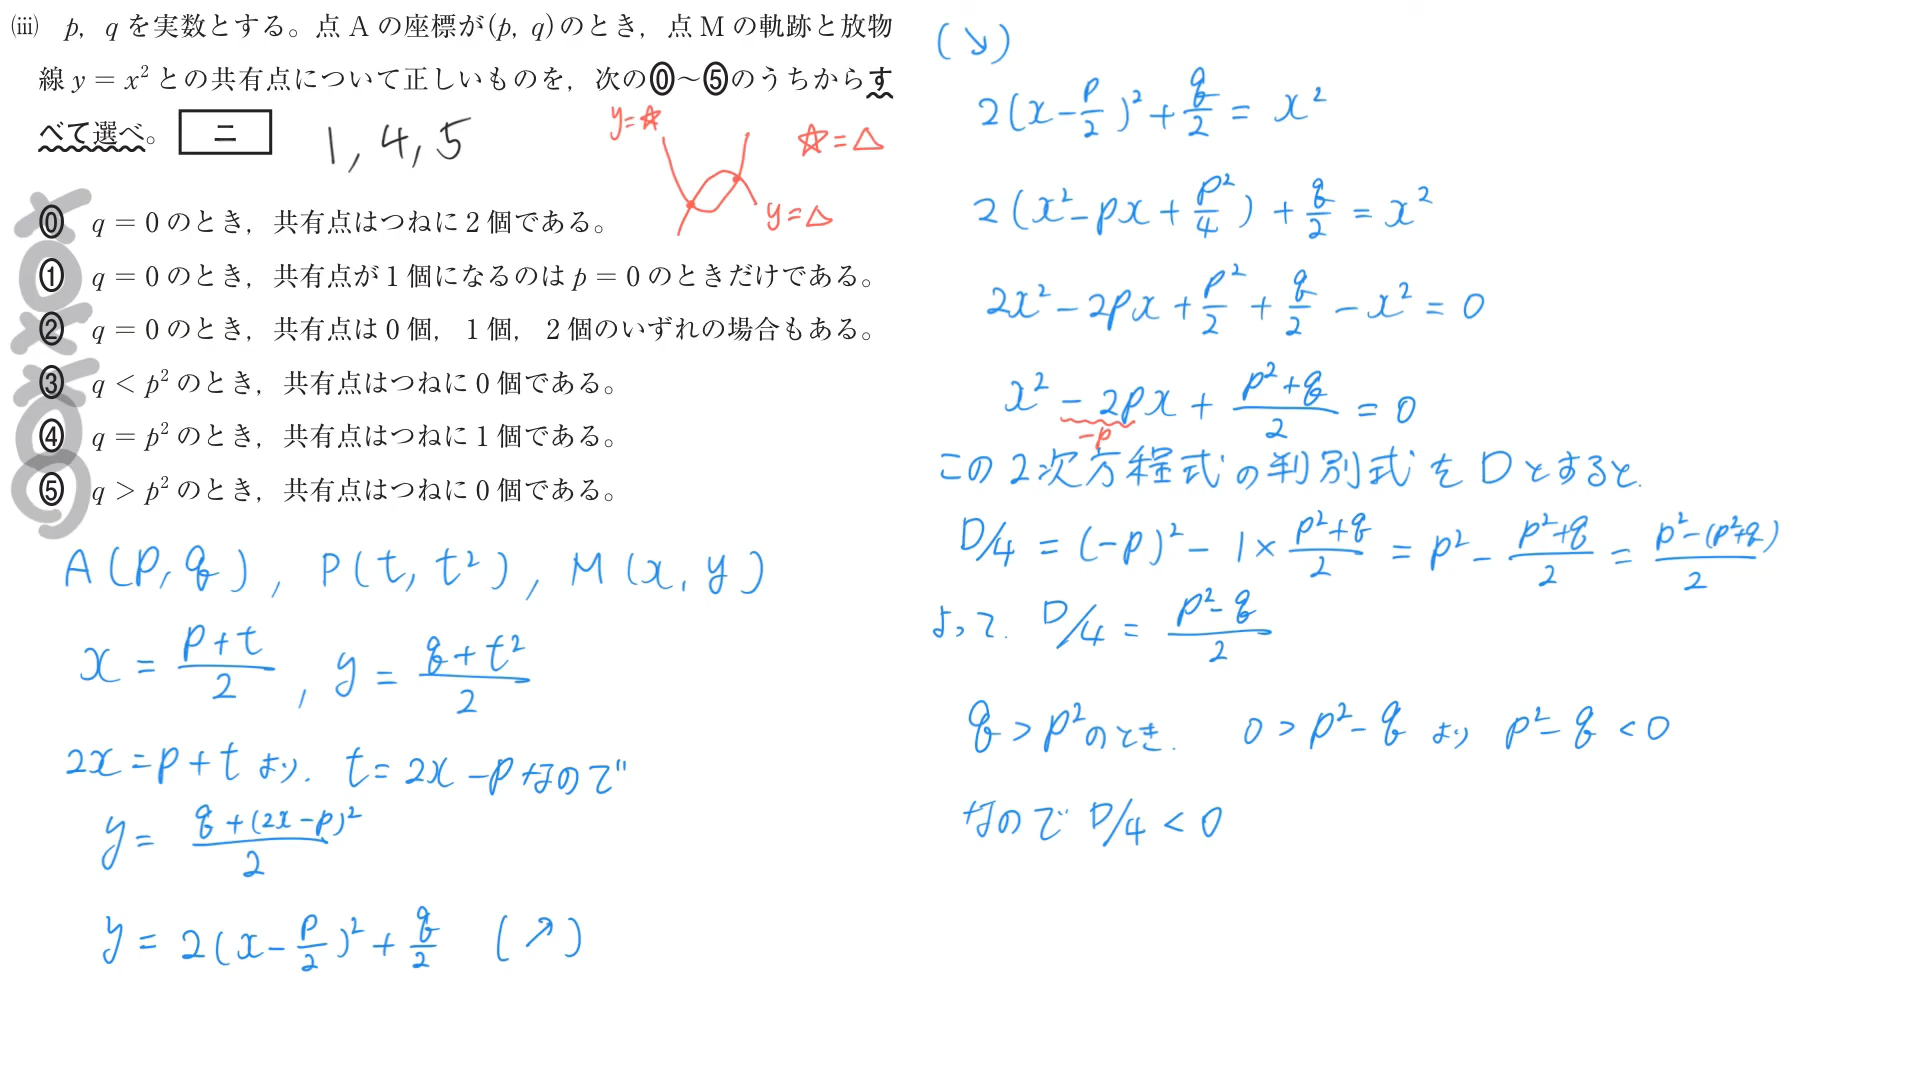 (iii) p, q を実数とする。点 A の座標が(p, q)のとき，点 M の軌跡と放物
線 y = x² との共有点について正しいものを，次の⓪～⑤のうちからす
べて選べ。 ニ 1, 4, 5
y=☆ ☆=△
y=△
⓪ q = 0 のとき，共有点はつねに 2 個である。
① q = 0 のとき，共有点が 1 個になるのは p = 0 のときだけである。
② q = 0 のとき，共有点は 0 個，1 個，2 個のいずれの場合もある。
③ q < p² のとき，共有点はつねに 0 個である。
④ q = p² のとき，共有点はつねに 1 個である。
⑤ q > p² のとき，共有点はつねに 0 個である。
A(p, q), P(t, t²), M(x, y)
x = (p+t)/2, y = (q+t²)/2
2x=p+t より. t=2x-pなので
y = (q+(2x-p)²)/2
y = 2(x-p/2)²+q/2 (↗)
(↘)
2(x-p/2)²+q/2 = x²
2(x²-px+p²/4)+q/2 = x²
2x²-2px+p²/2+q/2-x²=0
x²-2px+(p²+q)/2=0
-p
この2次方程式の判別式をDとすると.
D/4 = (-p)²-1×(p²+q)/2 = p²-(p²+q)/2 = (p²-(p²+q))/2
よって. D/4 = (p²-q)/2
q>p²のとき. 0>p²-q より p²-q<0
なので D/4<0